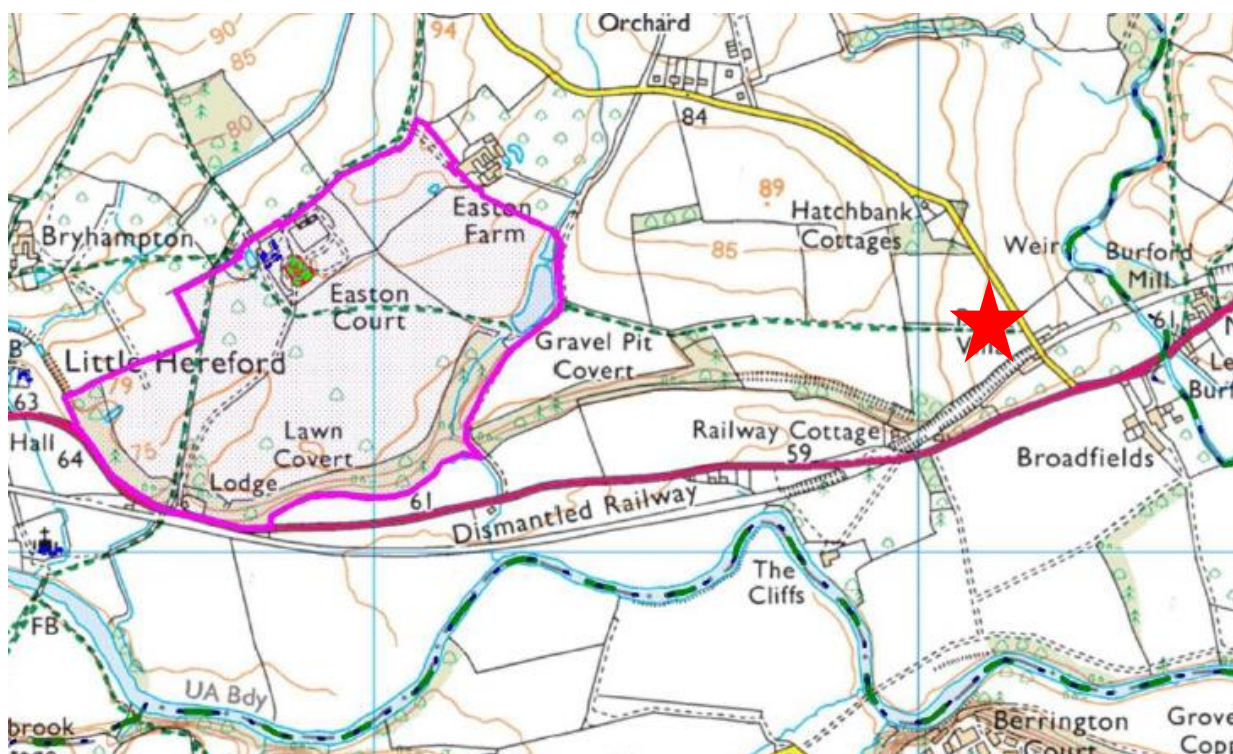 Orchard
90
94
85
80
84
89
Hatchbank
Cottages
Easton
Farm
Bryhampton
Weir
Burford
Mill
85
Easton
Court
61
Gravel Pit
Covert
Little Hereford
79
63
Hall
64
75
Lawn
Covert
Railway Cottage
59
Broadfields
Lodge
61
Dismantled Railway
The
Cliffs
FB
UA Bdy
Berrington
Court